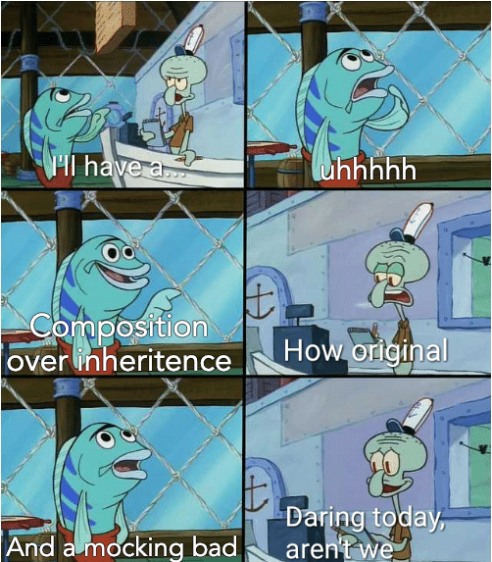 I'll have a...
uhhhhh
Composition
over inheritence
How original
And a mocking bad
Daring today,
aren't we